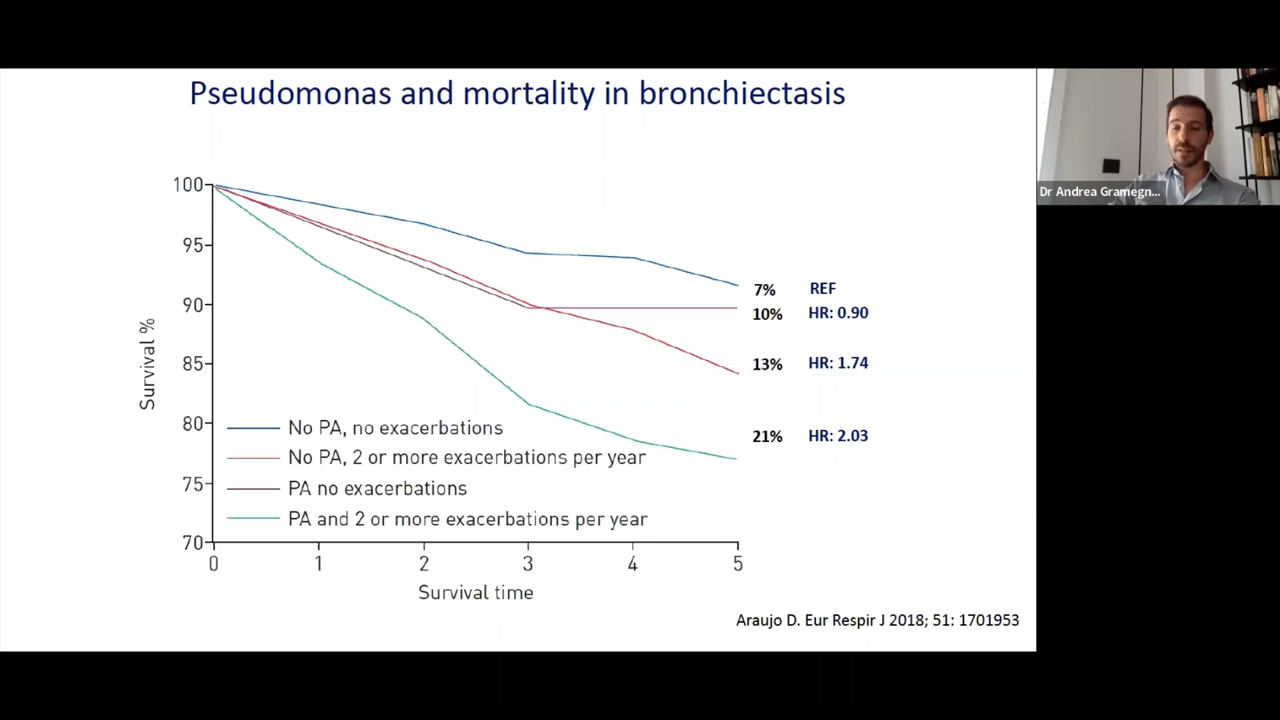 Pseudomonas and mortality in bronchiectasis
Dr Andrea Gramegn...
100
95
90
85
80
75
70
Survival %
0 1 2 3 4 5
Survival time
No PA, no exacerbations
No PA, 2 or more exacerbations per year
PA no exacerbations
PA and 2 or more exacerbations per year
7% REF
10% HR: 0.90
13% HR: 1.74
21% HR: 2.03
Araujo D. Eur Respir J 2018; 51: 1701953